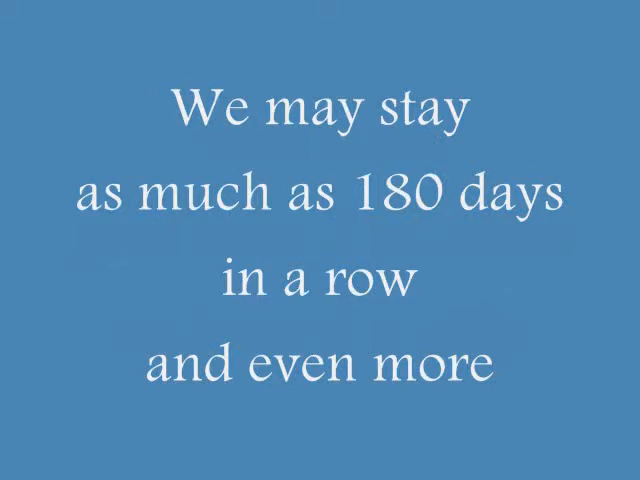 We may stay
as much as 180 days
in a row
and even more